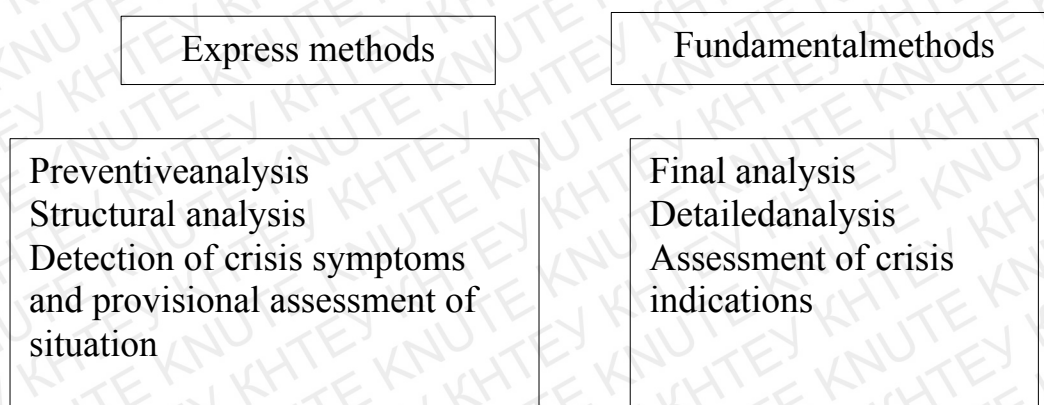 Express methods
Fundamentalmethods
Preventiveanalysis
Structural analysis
Detection of crisis symptoms
and provisional assessment of
situation
Final analysis
Detailedanalysis
Assessment of crisis
indications